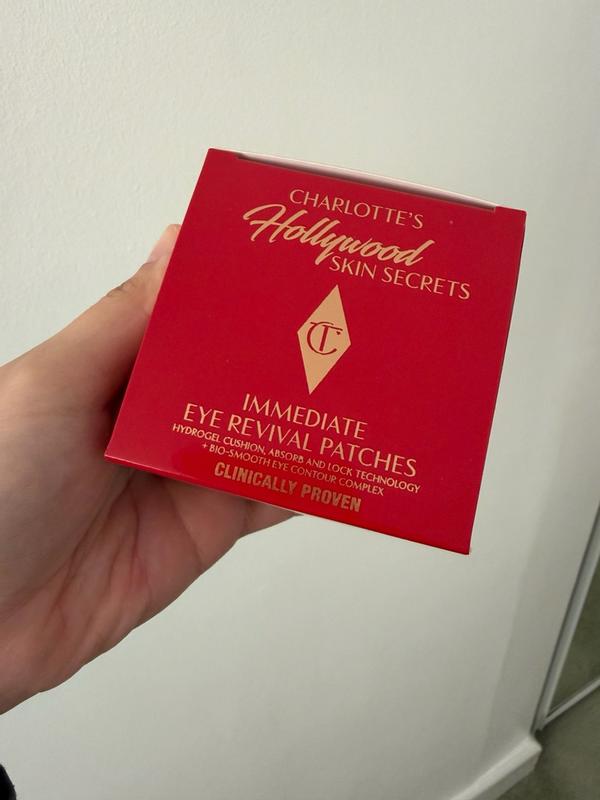 CHARLOTTE'S
Hollywood
SKIN SECRETS
CT
IMMEDIATE
EYE REVIVAL PATCHES
HYDROGEL CUSHION, ABSORB AND LOCK TECHNOLOGY
+ BIO-SMOOTH EYE CONTOUR COMPLEX
CLINICALLY PROVEN